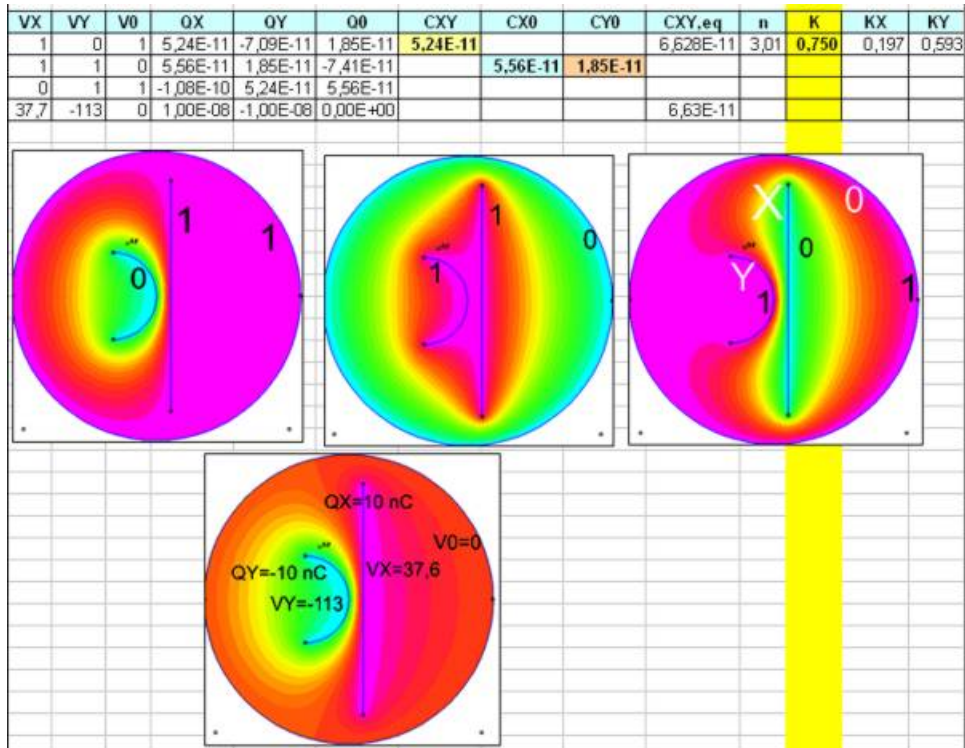 VX VY V0 QX QY Q0 CXY CX0 CY0 CXY.eq n K KX KY
1 0 1 5,24E-11 -7,09E-11 1,85E-11 5,24E-11 6,628E-11 3,01 0,750 0,197 0,593
1 1 0 5,56E-11 1,85E-11 -7,41E-11 5,56E-11 1,85E-11
0 1 1 -1,08E-10 5,24E-11 5,56E-11
37,7 -113 0 1,00E-08 -1,00E-08 0,00E+00 6,63E-11
0 1 1
1 1 0
X Y 0 1 0 1
QX=10 nC
V0=0
QY=-10 nC VX=37,6
VY=-113